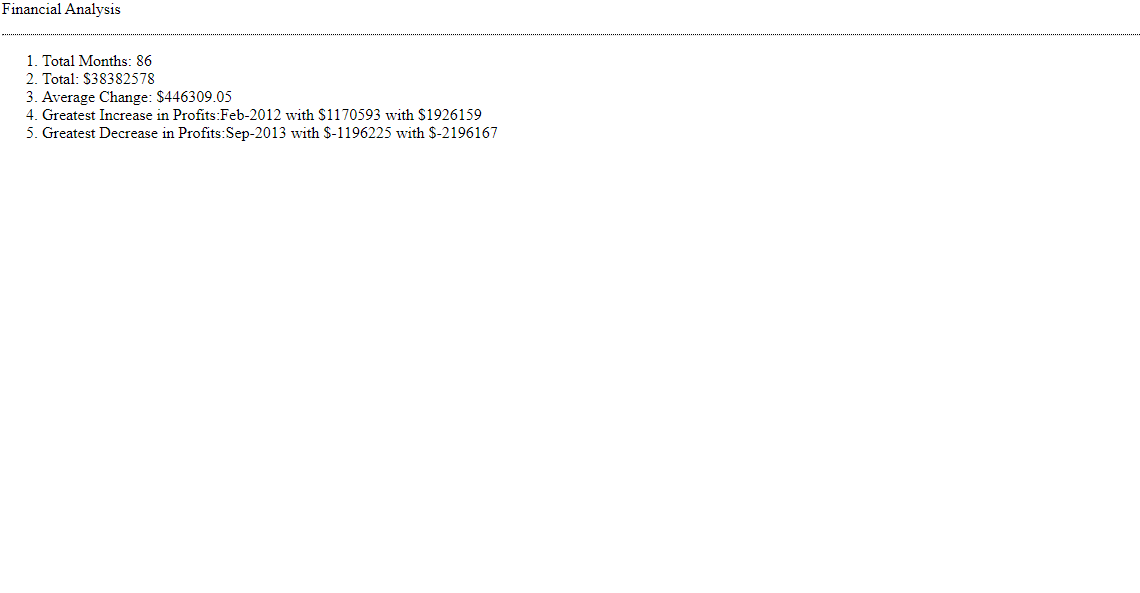 Financial Analysis
1. Total Months: 86
2. Total: $38382578
3. Average Change: $446309.05
4. Greatest Increase in Profits:Feb-2012 with $1170593 with $1926159
5. Greatest Decrease in Profits:Sep-2013 with $-1196225 with $-2196167